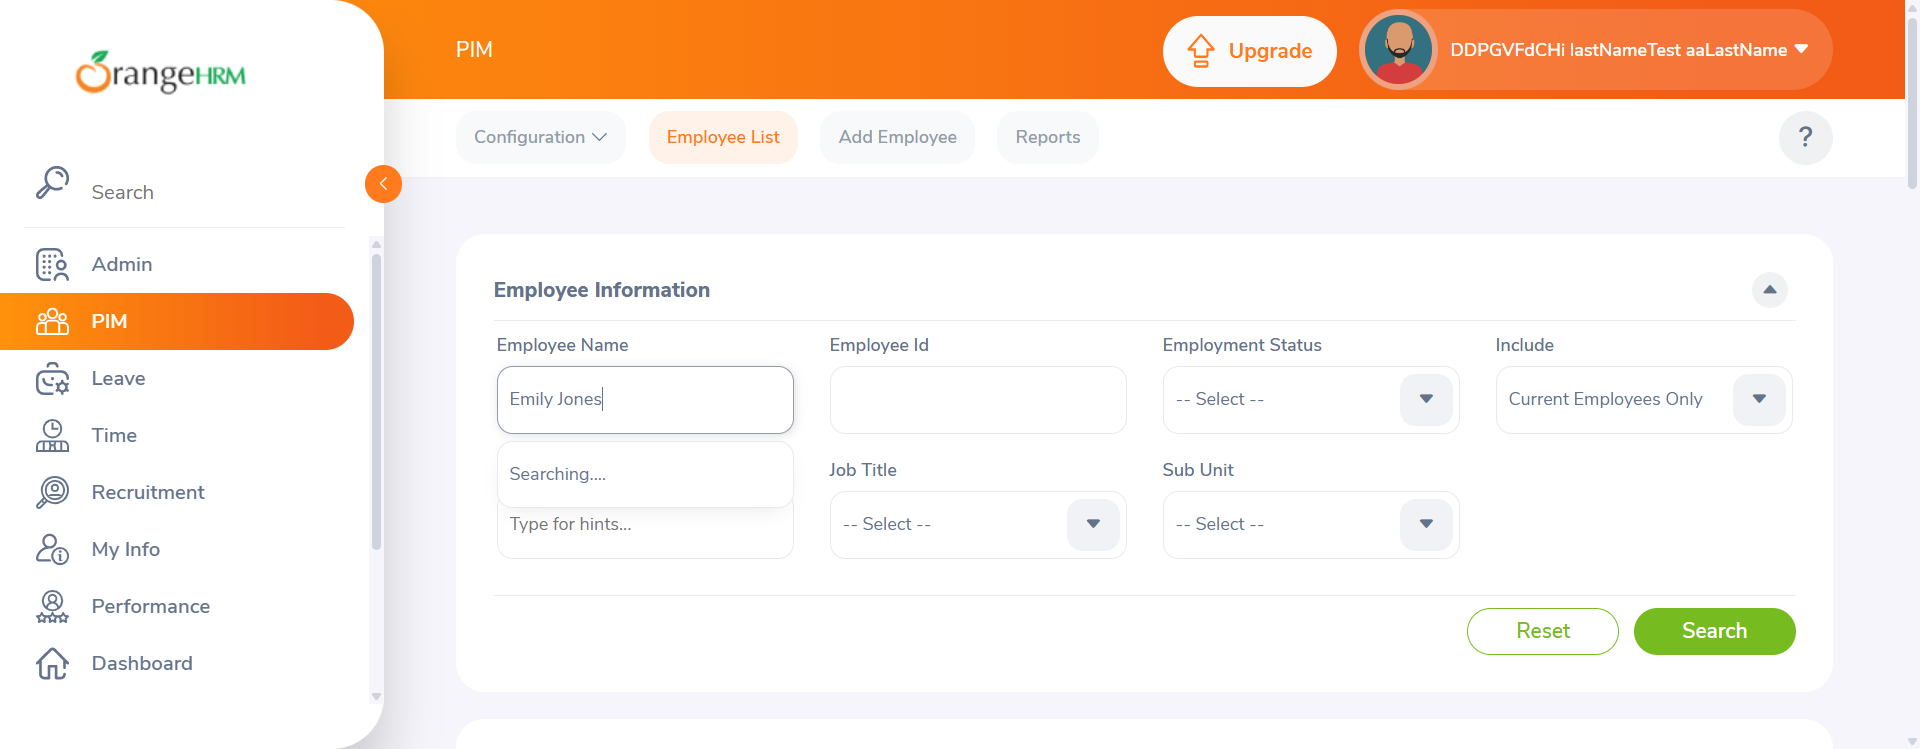 OrangeHRM
PIM
Upgrade
DDPGVFdCHi lastNameTest aaLastName
Configuration
Employee List
Add Employee
Reports
?
Search
Admin
PIM
Leave
Time
Recruitment
My Info
Performance
Dashboard
Employee Information
Employee Name
Employee Id
Employment Status
Include
Emily Jones
-- Select --
Current Employees Only
Searching....
Job Title
Sub Unit
Type for hints...
-- Select --
-- Select --
Reset
Search